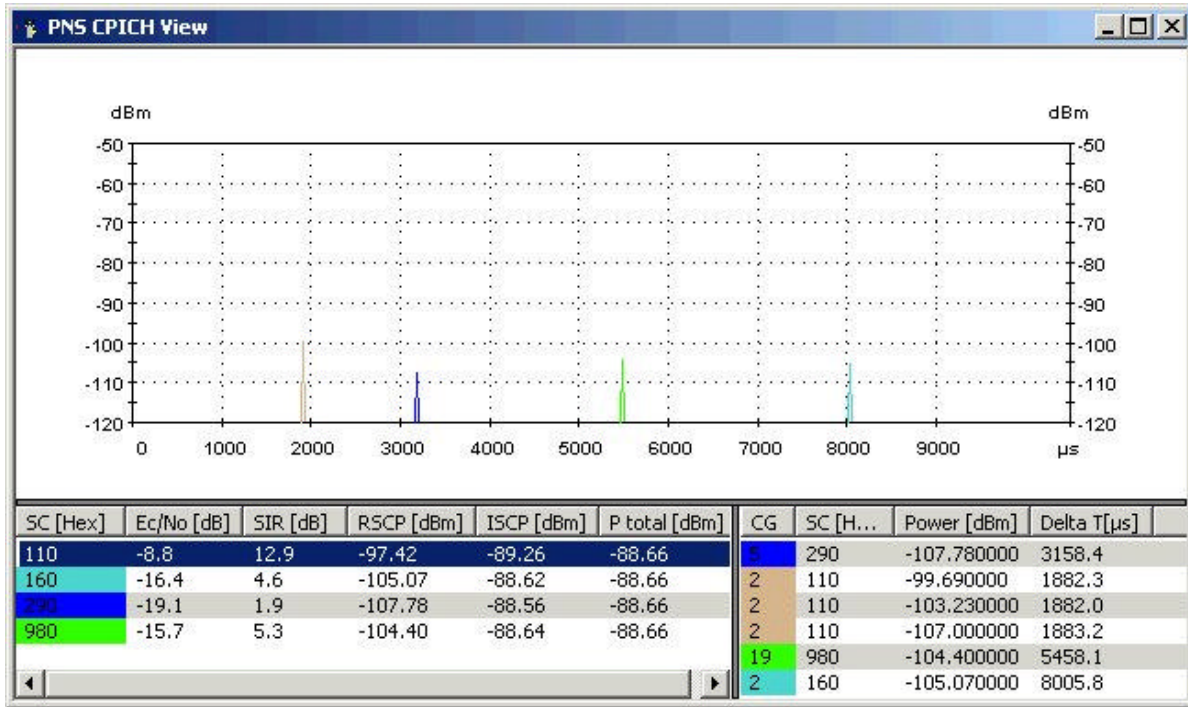 PNS CPICH View
dBm dBm
-50 -50
-60 -60
-70 -70
-80 -80
-90 -90
-100 -100
-110 -110
-120 -120
0 1000 2000 3000 4000 5000 6000 7000 8000 9000 µs
SC [Hex] Ec/No [dB] SIR [dB] RSCP [dBm] ISCP [dBm] P total [dBm]
110 -8.8 12.9 -97.42 -89.26 -88.66
160 -16.4 4.6 -105.07 -88.62 -88.66
290 -19.1 1.9 -107.78 -88.56 -88.66
980 -15.7 5.3 -104.40 -88.64 -88.66
CG SC [H... Power [dBm] Delta T[µs]
5 290 -107.780000 3158.4
2 110 -99.690000 1882.3
2 110 -103.230000 1882.0
2 110 -107.000000 1883.2
19 980 -104.400000 5458.1
2 160 -105.070000 8005.8